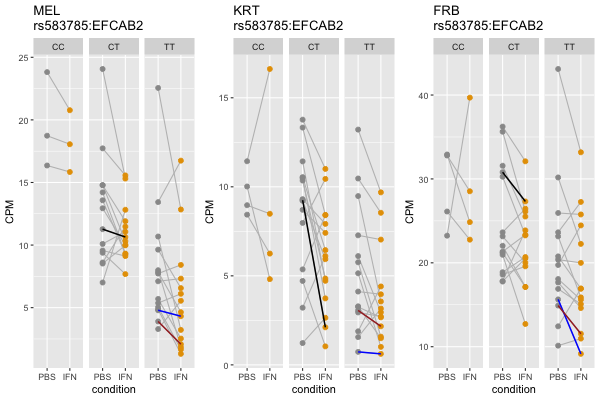 MEL
rs583785:EFCAB2
CC CT TT
25
20
15
10
5
CPM
PBS IFN PBS IFN PBS IFN
condition
KRT
rs583785:EFCAB2
CC CT TT
15
10
5
0
CPM
PBS IFN PBS IFN PBS IFN
condition
FRB
rs583785:EFCAB2
CC CT TT
40
30
20
10
CPM
PBS IFN PBS IFN PBS IFN
condition